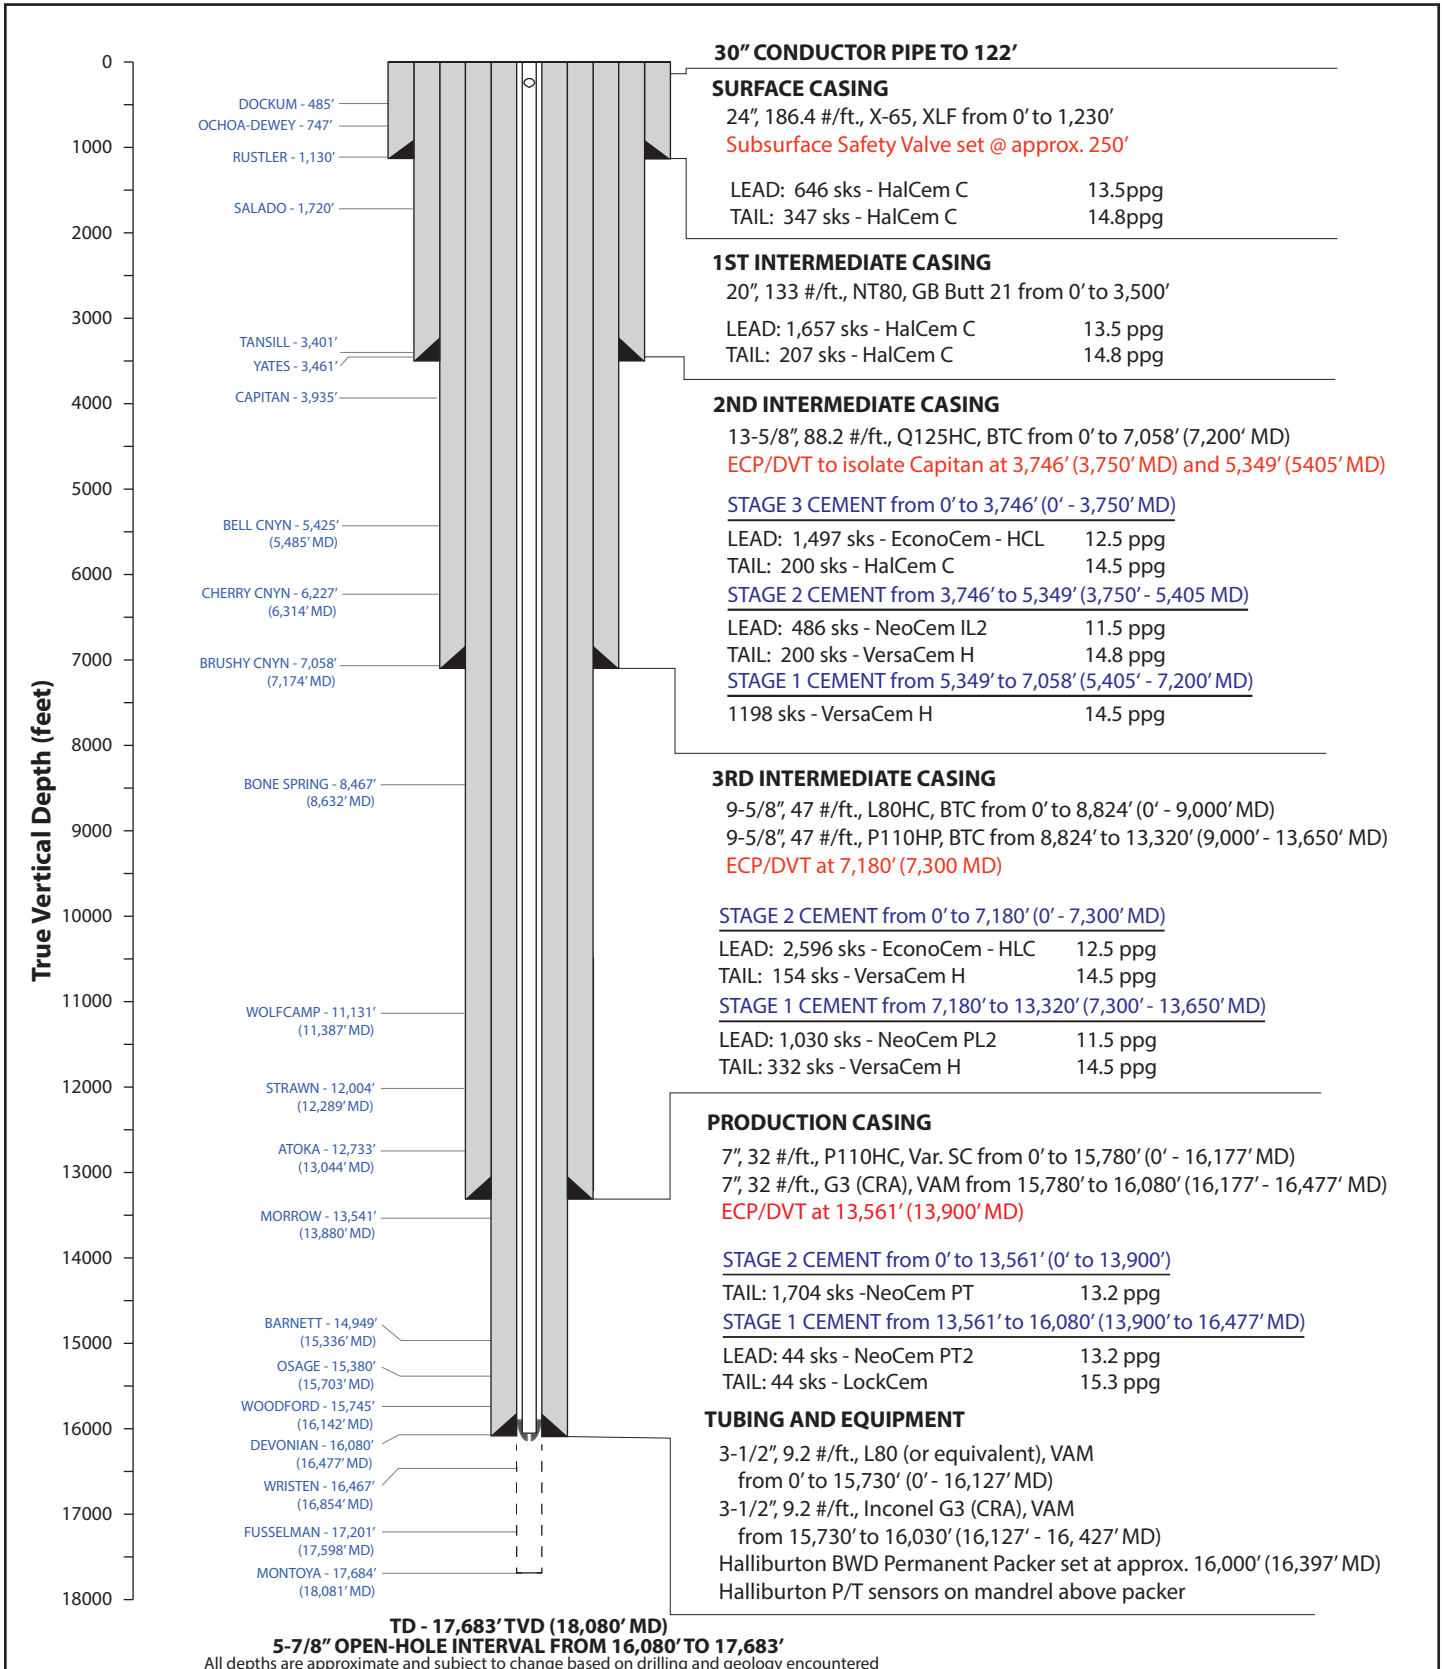 30” CONDUCTOR PIPE TO 122’
SURFACE CASING
24”, 186.4 #/ft., X-65, XLF from 0’ to 1,230’
Subsurface Safety Valve set @ approx. 250’
LEAD: 646 sks - HalCem C 13.5ppg
TAIL: 347 sks - HalCem C 14.8ppg
1ST INTERMEDIATE CASING
20”, 133 #/ft., NT80, GB Butt 21 from 0’ to 3,500’
LEAD: 1,657 sks - HalCem C 13.5 ppg
TAIL: 207 sks - HalCem C 14.8 ppg
2ND INTERMEDIATE CASING
13-5/8”, 88.2 #/ft., Q125HC, BTC from 0’ to 7,058’ (7,200‘ MD)
ECP/DVT to isolate Capitan at 3,746’ (3,750’ MD) and 5,349’ (5405’ MD)
STAGE 3 CEMENT from 0’ to 3,746’ (0‘ - 3,750’ MD)
LEAD: 1,497 sks - EconoCem - HCL 12.5 ppg
TAIL: 200 sks - HalCem C 14.5 ppg
STAGE 2 CEMENT from 3,746’ to 5,349’ (3,750’ - 5,405 MD)
LEAD: 486 sks - NeoCem IL2 11.5 ppg
TAIL: 200 sks - VersaCem H 14.8 ppg
STAGE 1 CEMENT from 5,349’ to 7,058’ (5,405‘ - 7,200’ MD)
1198 sks - VersaCem H 14.5 ppg
3RD INTERMEDIATE CASING
9-5/8”, 47 #/ft., L80HC, BTC from 0’ to 8,824’ (0‘ - 9,000’ MD)
9-5/8”, 47 #/ft., P110HP, BTC from 8,824’ to 13,320’ (9,000’ - 13,650‘ MD)
ECP/DVT at 7,180’ (7,300 MD)
STAGE 2 CEMENT from 0’ to 7,180’ (0’ - 7,300’ MD)
LEAD: 2,596 sks - EconoCem - HLC 12.5 ppg
TAIL: 154 sks - VersaCem H 14.5 ppg
STAGE 1 CEMENT from 7,180’ to 13,320’ (7,300’ - 13,650’ MD)
LEAD: 1,030 sks - NeoCem PL2 11.5 ppg
TAIL: 332 sks - VersaCem H 14.5 ppg
PRODUCTION CASING
7”, 32 #/ft., P110HC, Var. SC from 0’ to 15,780’ (0’ - 16,177’ MD)
7”, 32 #/ft., G3 (CRA), VAM from 15,780’ to 16,080’ (16,177’ - 16,477‘ MD)
ECP/DVT at 13,561’ (13,900’ MD)
STAGE 2 CEMENT from 0’ to 13,561’ (0‘ to 13,900’)
TAIL: 1,704 sks -NeoCem PT 13.2 ppg
STAGE 1 CEMENT from 13,561’ to 16,080’ (13,900’ to 16,477’ MD)
LEAD: 44 sks - NeoCem PT2 13.2 ppg
TAIL: 44 sks - LockCem 15.3 ppg
TUBING AND EQUIPMENT
3-1/2”, 9.2 #/ft., L80 (or equivalent), VAM
from 0’ to 15,730‘ (0’ - 16,127’ MD)
3-1/2”, 9.2 #/ft., Inconel G3 (CRA), VAM
from 15,730’ to 16,030’ (16,127‘ - 16, 427’ MD)
Halliburton BWD Permanent Packer set at approx. 16,000’ (16,397’ MD)
Halliburton P/T sensors on mandrel above packer
True Vertical Depth (feet)
0
1000
2000
3000
4000
5000
6000
7000
8000
9000
10000
11000
12000
13000
14000
15000
16000
17000
18000
DOCKUM - 485’
OCHOA-DEWEY - 747’
RUSTLER - 1,130’
SALADO - 1,720’
TANSILL - 3,401’
YATES - 3,461’
CAPITAN - 3,935’
BELL CNYN - 5,425’
(5,485’ MD)
CHERRY CNYN - 6,227’
(6,314’ MD)
BRUSHY CNYN - 7,058’
(7,174’ MD)
BONE SPRING - 8,467’
(8,632’ MD)
WOLFCAMP - 11,131’
(11,387’ MD)
STRAWN - 12,004’
(12,289’ MD)
ATOKA - 12,733’
(13,044’ MD)
MORROW - 13,541’
(13,880’ MD)
BARNETT - 14,949’
(15,336’ MD)
OSAGE - 15,380’
(15,703’ MD)
WOODFORD - 15,745’
(16,142’ MD)
DEVONIAN - 16,080’
(16,477’ MD)
WRISTEN - 16,467’
(16,854’ MD)
FUSSELMAN - 17,201’
(17,598’ MD)
MONTOYA - 17,684’
(18,081’ MD)
TD - 17,683’ TVD (18,080’ MD)
5-7/8” OPEN-HOLE INTERVAL FROM 16,080’ TO 17,683’
All depths are approximate and subject to change based on drilling and geology encountered